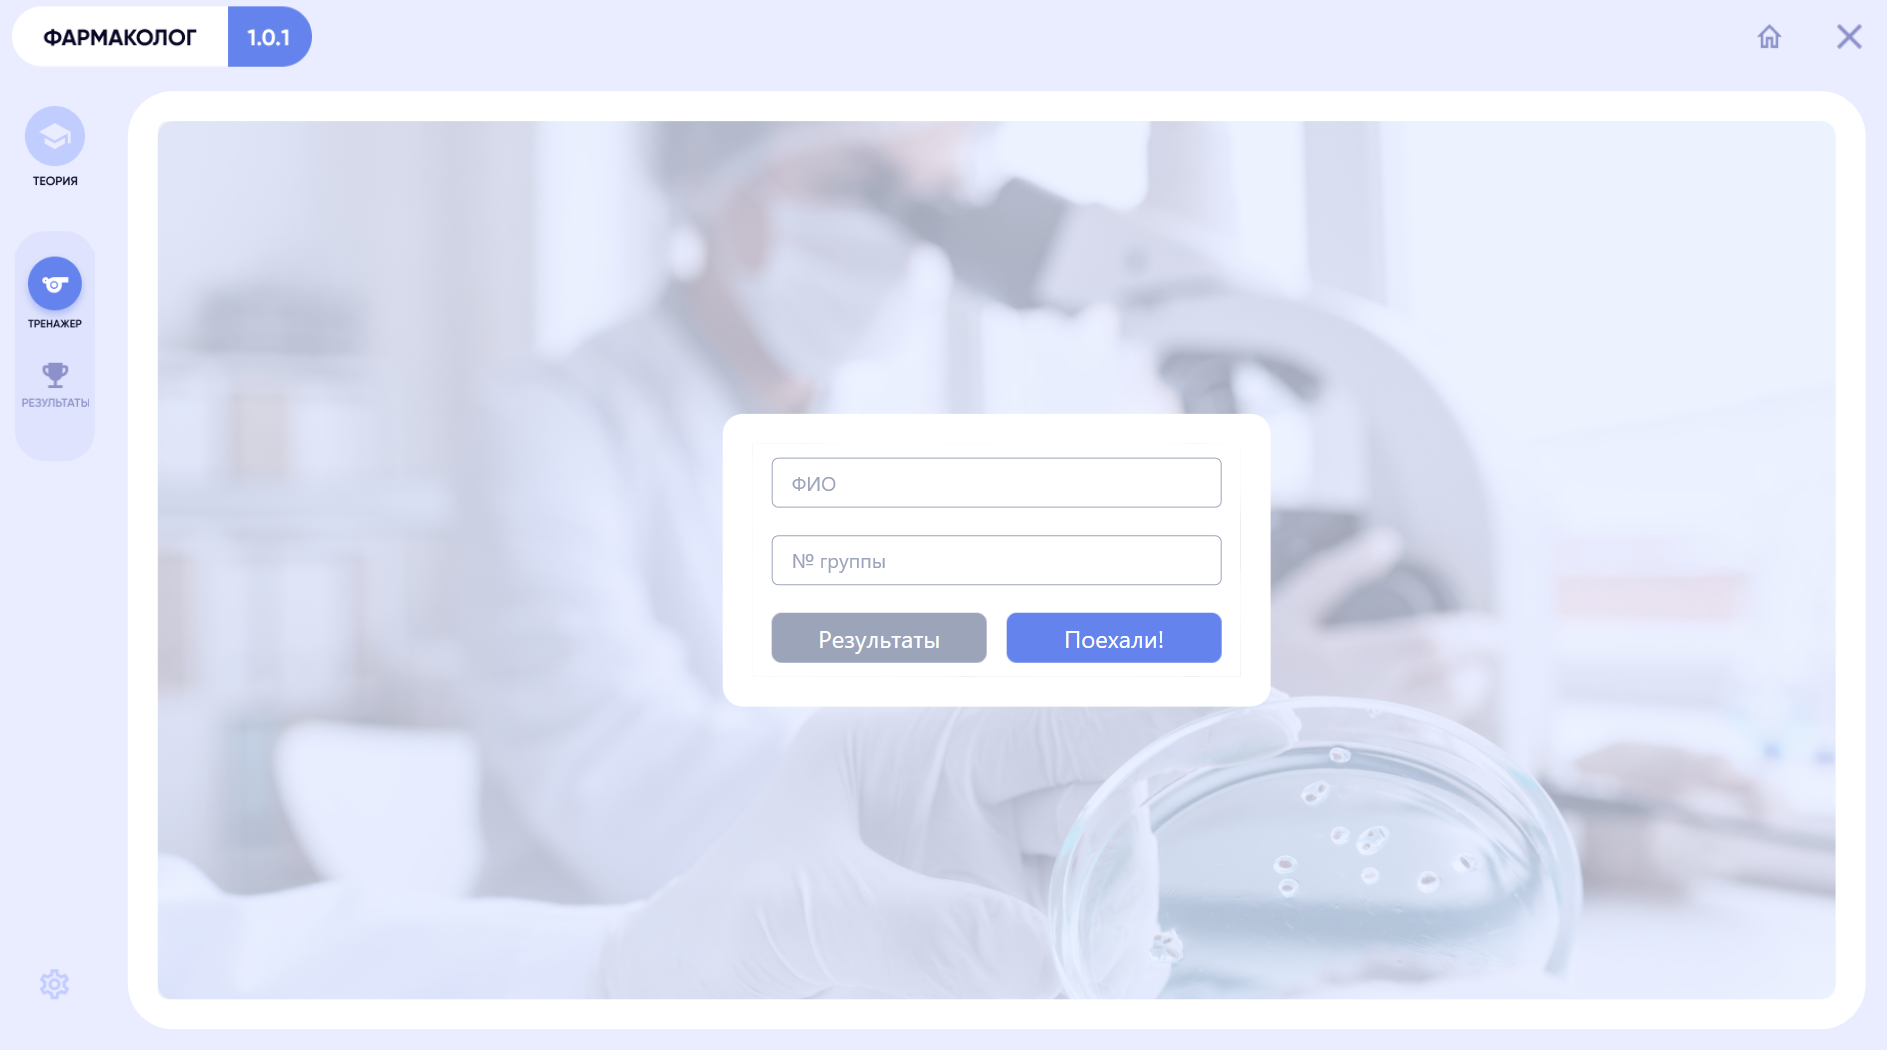 ФАРМАКОЛОГ 1.0.1
ТЕОРИЯ
ТРЕНАЖЕР
РЕЗУЛЬТАТЫ
ФИО
№ группы
Результаты Поехали!